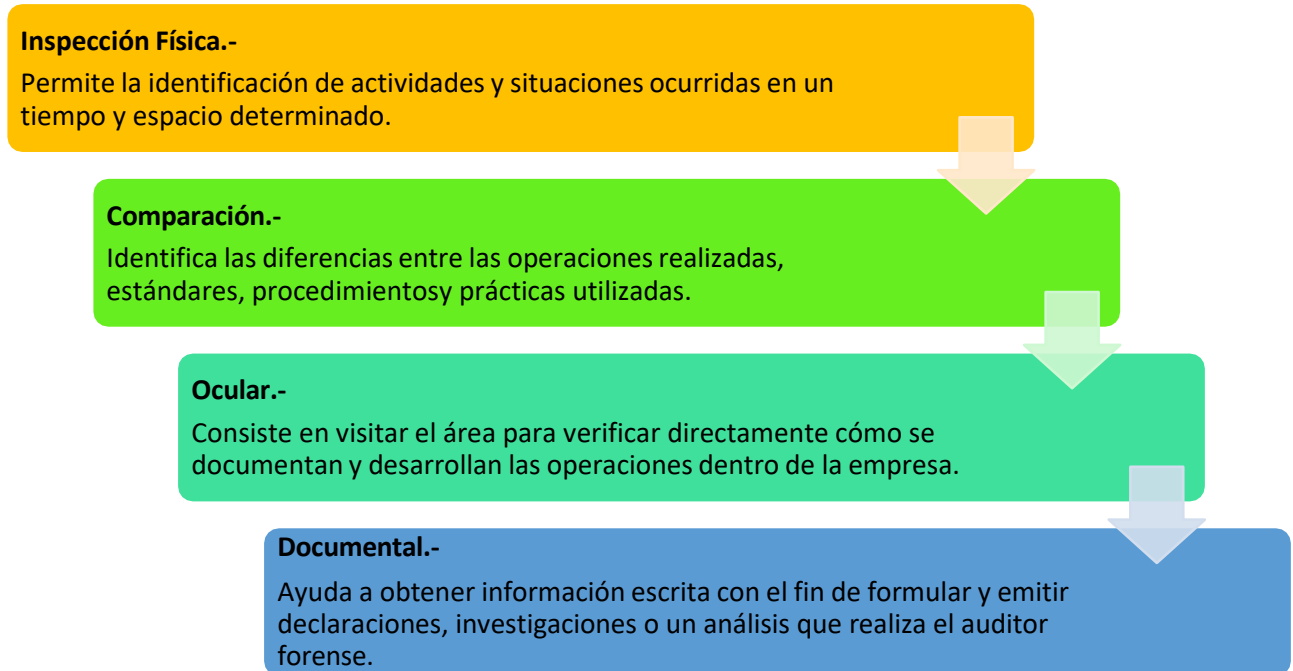 Inspección Física.-
Permite la identificación de actividades y situaciones ocurridas en un
tiempo y espacio determinado.
Comparación.-
Identifica las diferencias entre las operaciones realizadas,
estándares, procedimientosy prácticas utilizadas.
Ocular.-
Consiste en visitar el área para verificar directamente cómo se
documentan y desarrollan las operaciones dentro de la empresa.
Documental.-
Ayuda a obtener información escrita con el fin de formular y emitir
declaraciones, investigaciones o un análisis que realiza el auditor
forense.